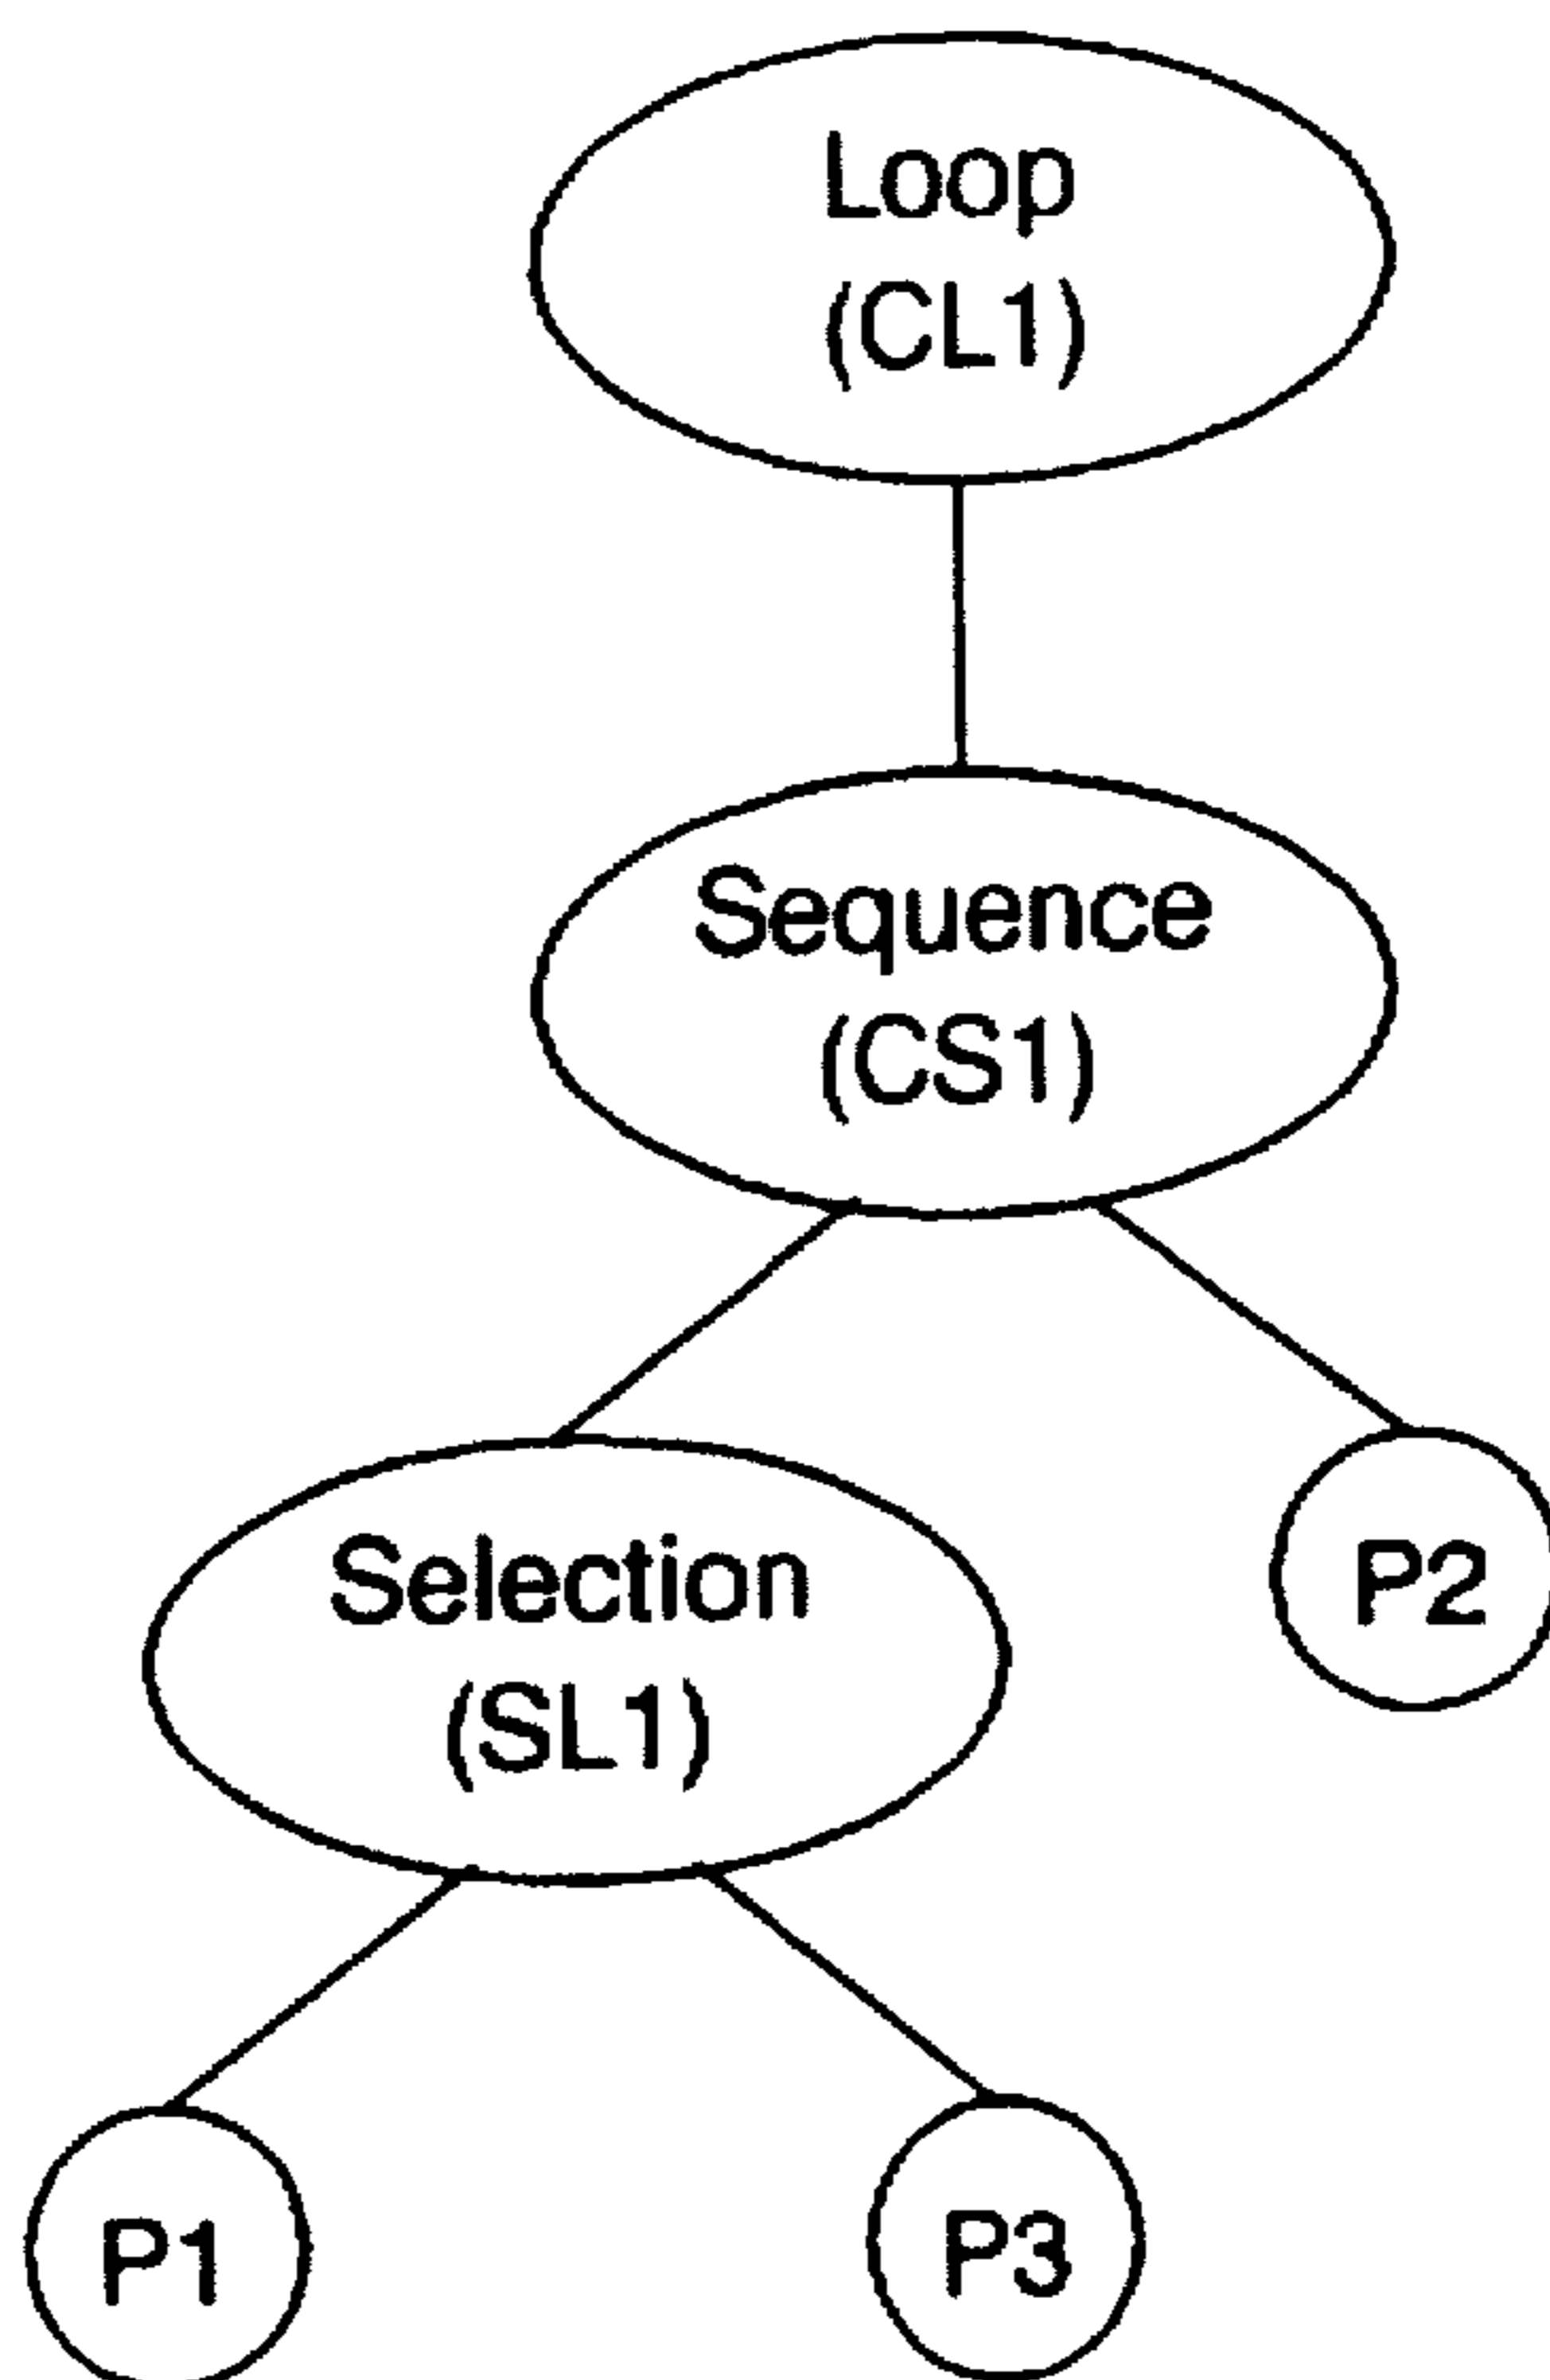 Loop
(CL1)
Sequence
(CS1)
Selection
(SL1)
P2
P1
P3